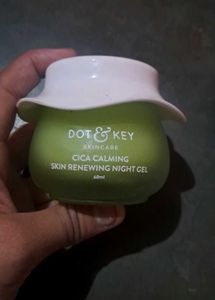 DOT & KEY
SKINCARE
CICA CALMING
SKIN RENEWING NIGHT GEL
60ml